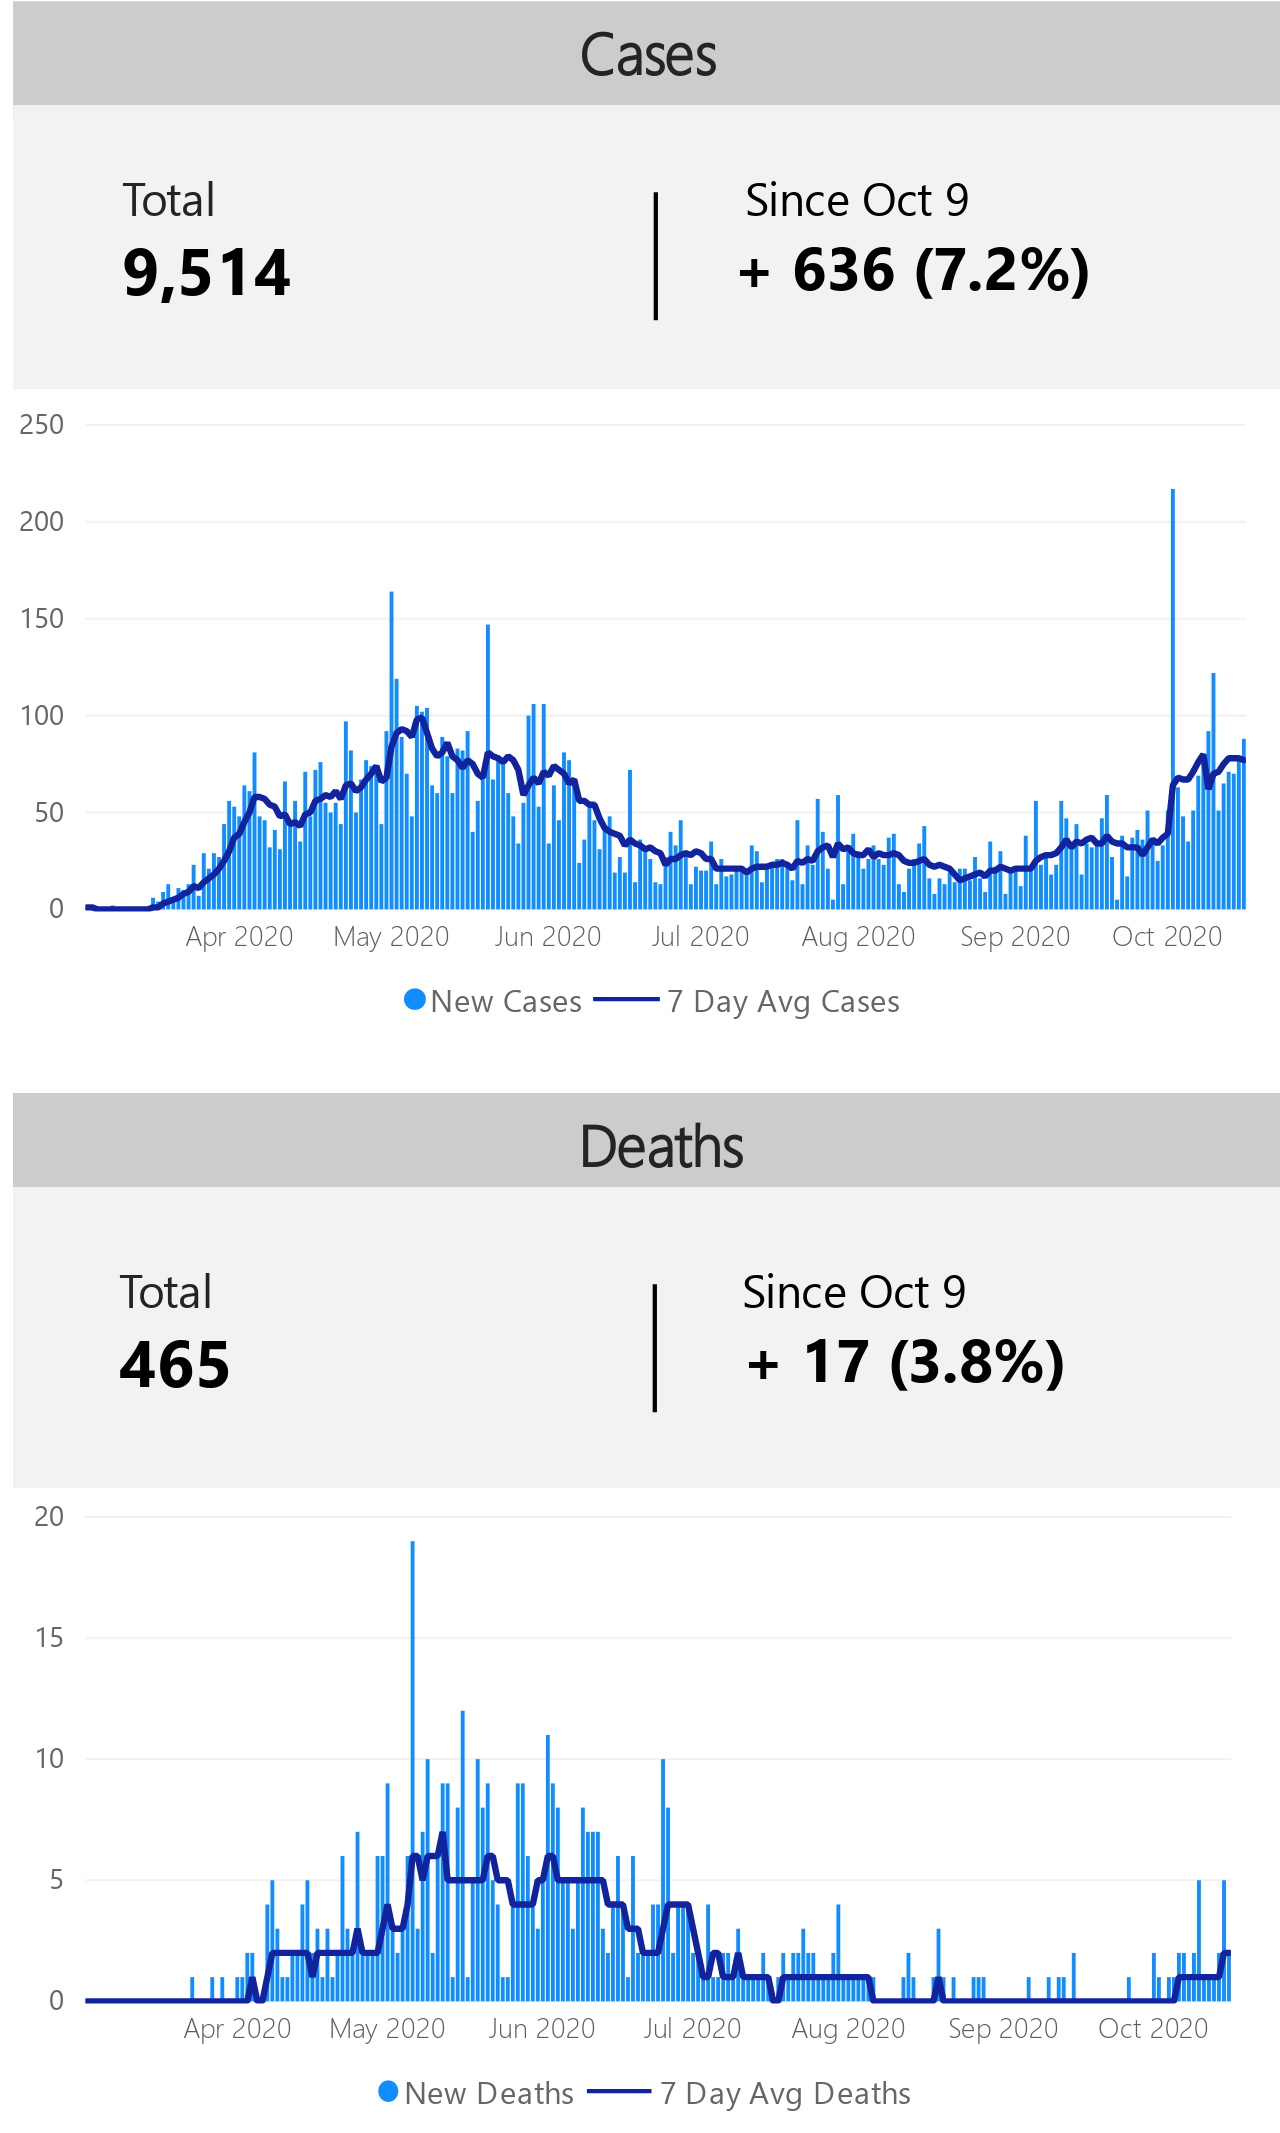 Cases
Total
Since Oct 9
9,514
+ 636 (7.2%)
250
200
150
100
50
0
Apr 2020 May 2020 Jun 2020 Jul 2020 Aug 2020 Sep 2020 Oct 2020
New Cases 7 Day Avg Cases
Deaths
Total
Since Oct 9
465
+ 17 (3.8%)
20
15
10
5
0
Apr 2020 May 2020 Jun 2020 Jul 2020 Aug 2020 Sep 2020 Oct 2020
New Deaths 7 Day Avg Deaths